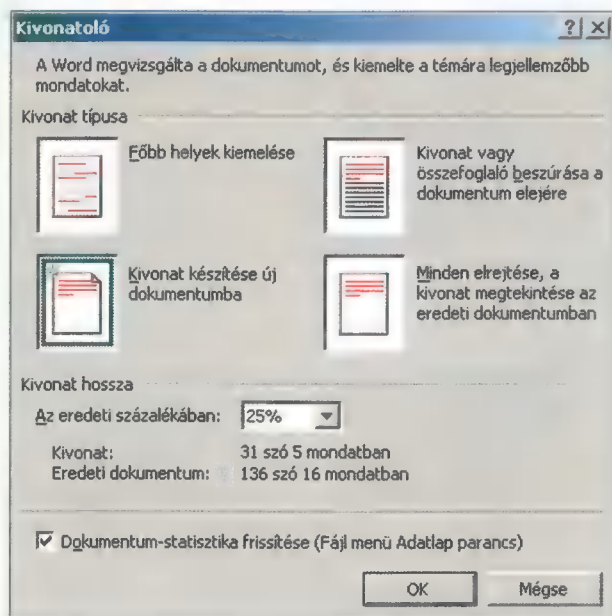 Kivonatoló
A Word megvizsgálta a dokumentumot, és kiemelte a témára legjellemzőbb
mondatokat.
Kivonat típusa
Főbb helyek kiemelése
Kivonat vagy
összefoglaló beszúrása a
dokumentum elejére
Kivonat készítése új
dokumentumba
Minden elrejtése, a
kivonat megtekintése az
eredeti dokumentumban
Kivonat hossza
Az eredeti százalékában: 25%
Kivonat: 31 szó 5 mondatban
Eredeti dokumentum: 136 szó 16 mondatban
Dokumentum-statisztika frissítése (Fájl menü Adatlap parancs)
OK Mégse